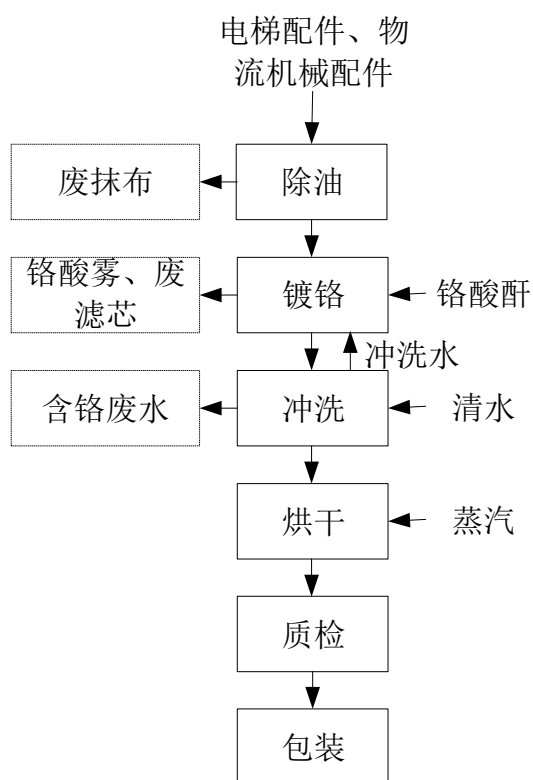 电梯配件、物
流机械配件
废抹布
除油
铬酸雾、废
滤芯
镀铬
铬酸酐
冲洗水
含铬废水
冲洗
清水
烘干
蒸汽
质检
包装